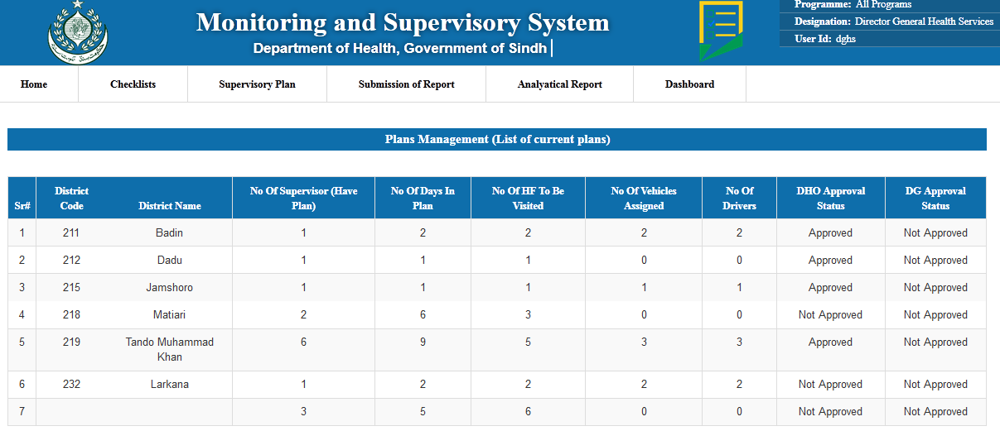 Monitoring and Supervisory System
Department of Health, Government of Sindh
Programme: All Programs
Designation: Director General Health Services
User Id: dghs
Home Checklists Supervisory Plan Submission of Report Analyatical Report Dashboard
Plans Management (List of current plans)
Sr# District Code District Name No Of Supervisor (Have Plan) No Of Days In Plan No Of HF To Be Visited No Of Vehicles Assigned No Of Drivers DHO Approval Status DG Approval Status
1 211 Badin 1 2 2 2 2 Approved Not Approved
2 212 Dadu 1 1 1 0 0 Approved Not Approved
3 215 Jamshoro 1 1 1 1 1 Approved Not Approved
4 218 Matiari 2 6 3 0 0 Not Approved Not Approved
5 219 Tando Muhammad Khan 6 9 5 3 3 Approved Not Approved
6 232 Larkana 1 2 2 2 2 Not Approved Not Approved
7 3 5 6 0 0 Not Approved Not Approved